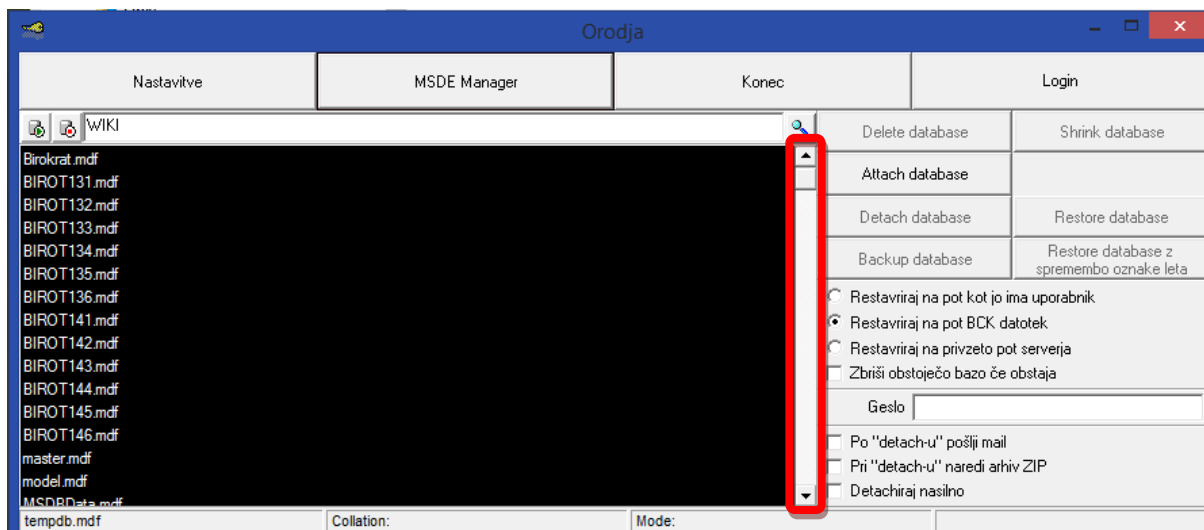 Orodja
Nastavitve MSDE Manager Konec Login
WIKI
Birokrat.mdf
BIROT131.mdf
BIROT132.mdf
BIROT133.mdf
BIROT134.mdf
BIROT135.mdf
BIROT136.mdf
BIROT141.mdf
BIROT142.mdf
BIROT143.mdf
BIROT144.mdf
BIROT145.mdf
BIROT146.mdf
master.mdf
model.mdf
MSDBData.mdf
Delete database Shrink database
Attach database
Detach database Restore database
Backup database Restore database z
spremembo oznake leta
Restavriraj na pot kot jo ima uporabnik
Restavriraj na pot BCK datotek
Restavriraj na privzeto pot serverja
Zbriši obstoječo bazo če obstaja
Geslo
Po "detach-u" pošlji mail
Pri "detach-u" naredi arhiv ZIP
Detachiraj nasilno
tempdb.mdf Collation: Mode: